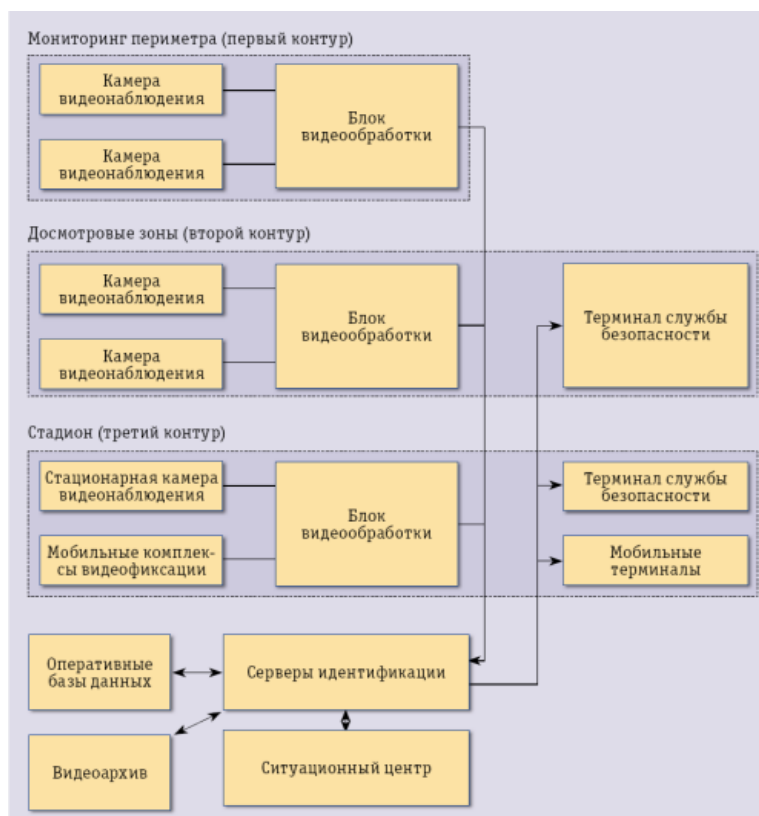 Мониторинг периметра (первый контур)
Камера
видеонаблюдения
Камера
видеонаблюдения
Блок
видеообработки
Досмотровые зоны (второй контур)
Камера
видеонаблюдения
Камера
видеонаблюдения
Блок
видеообработки
Терминал службы
безопасности
Стадион (третий контур)
Стационарная камера
видеонаблюдения
Мобильные комплек-
сы видеофиксации
Блок
видеообработки
Терминал службы
безопасности
Мобильные
терминалы
Оперативные
базы данных
Серверы идентификации
Видеоархив
Ситуационный центр